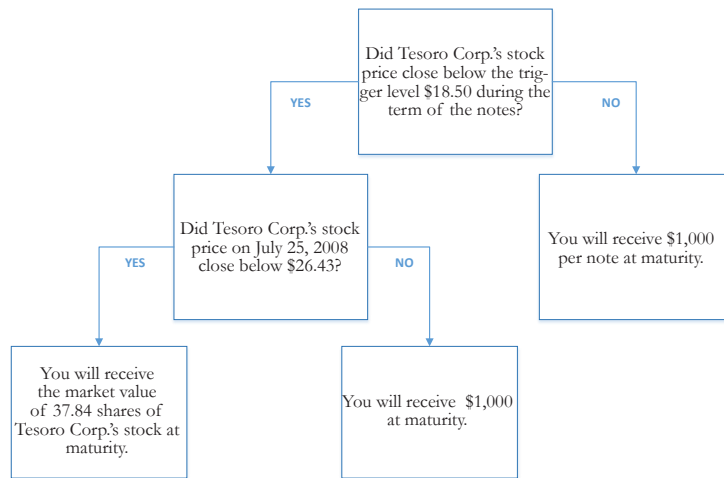 Did Tesoro Corp.'s stock
price close below the trig-
ger level $18.50 during the
term of the notes?
YES
NO
Did Tesoro Corp.'s stock
price on July 25, 2008
close below $26.43?
You will receive $1,000
per note at maturity.
YES
NO
You will receive
the market value
of 37.84 shares of
Tesoro Corp.'s stock at
maturity.
You will receive $1,000
at maturity.